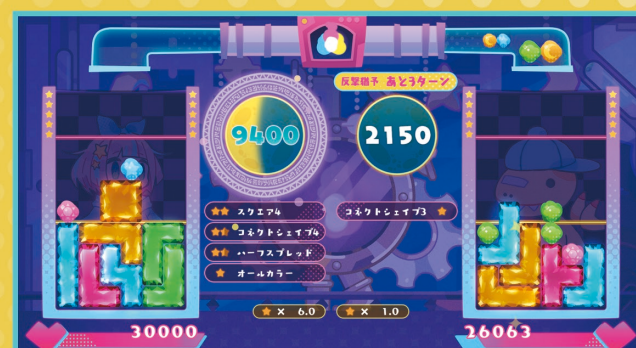 反撃猶予 あと3ターン
9400
2150
スクエア4
コネクトシェイプ4
ハーフスプレッド
オールカラー
コネクトシェイプ3
× 6.0
× 1.0
30000
26063